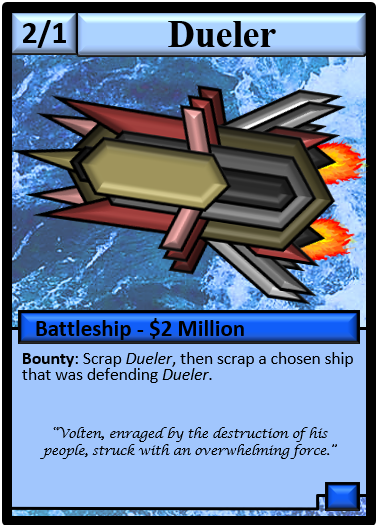 2/1 Dueler
Battleship - $2 Million
Bounty: Scrap Dueler, then scrap a chosen ship
that was defending Dueler.
"Volten, enraged by the destruction of his
people, struck with an overwhelming force."